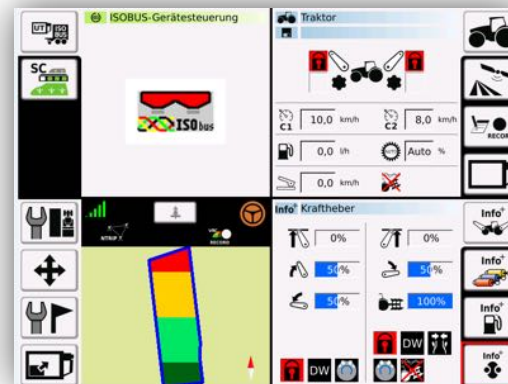 UT ISO BUS
ISOBUS-Gerätesteuerung
SC
ISObus
Traktor
C1 10,0 km/h
C2 8,0 km/h
0,0 l/h
AUTO Auto %
0,0 km/h
RECORD
NTRIP
RECORD
Info+ Kraftheber
0%
0%
50%
50%
50%
100%
DW
DW
Info+
Info+
Info+
Info+